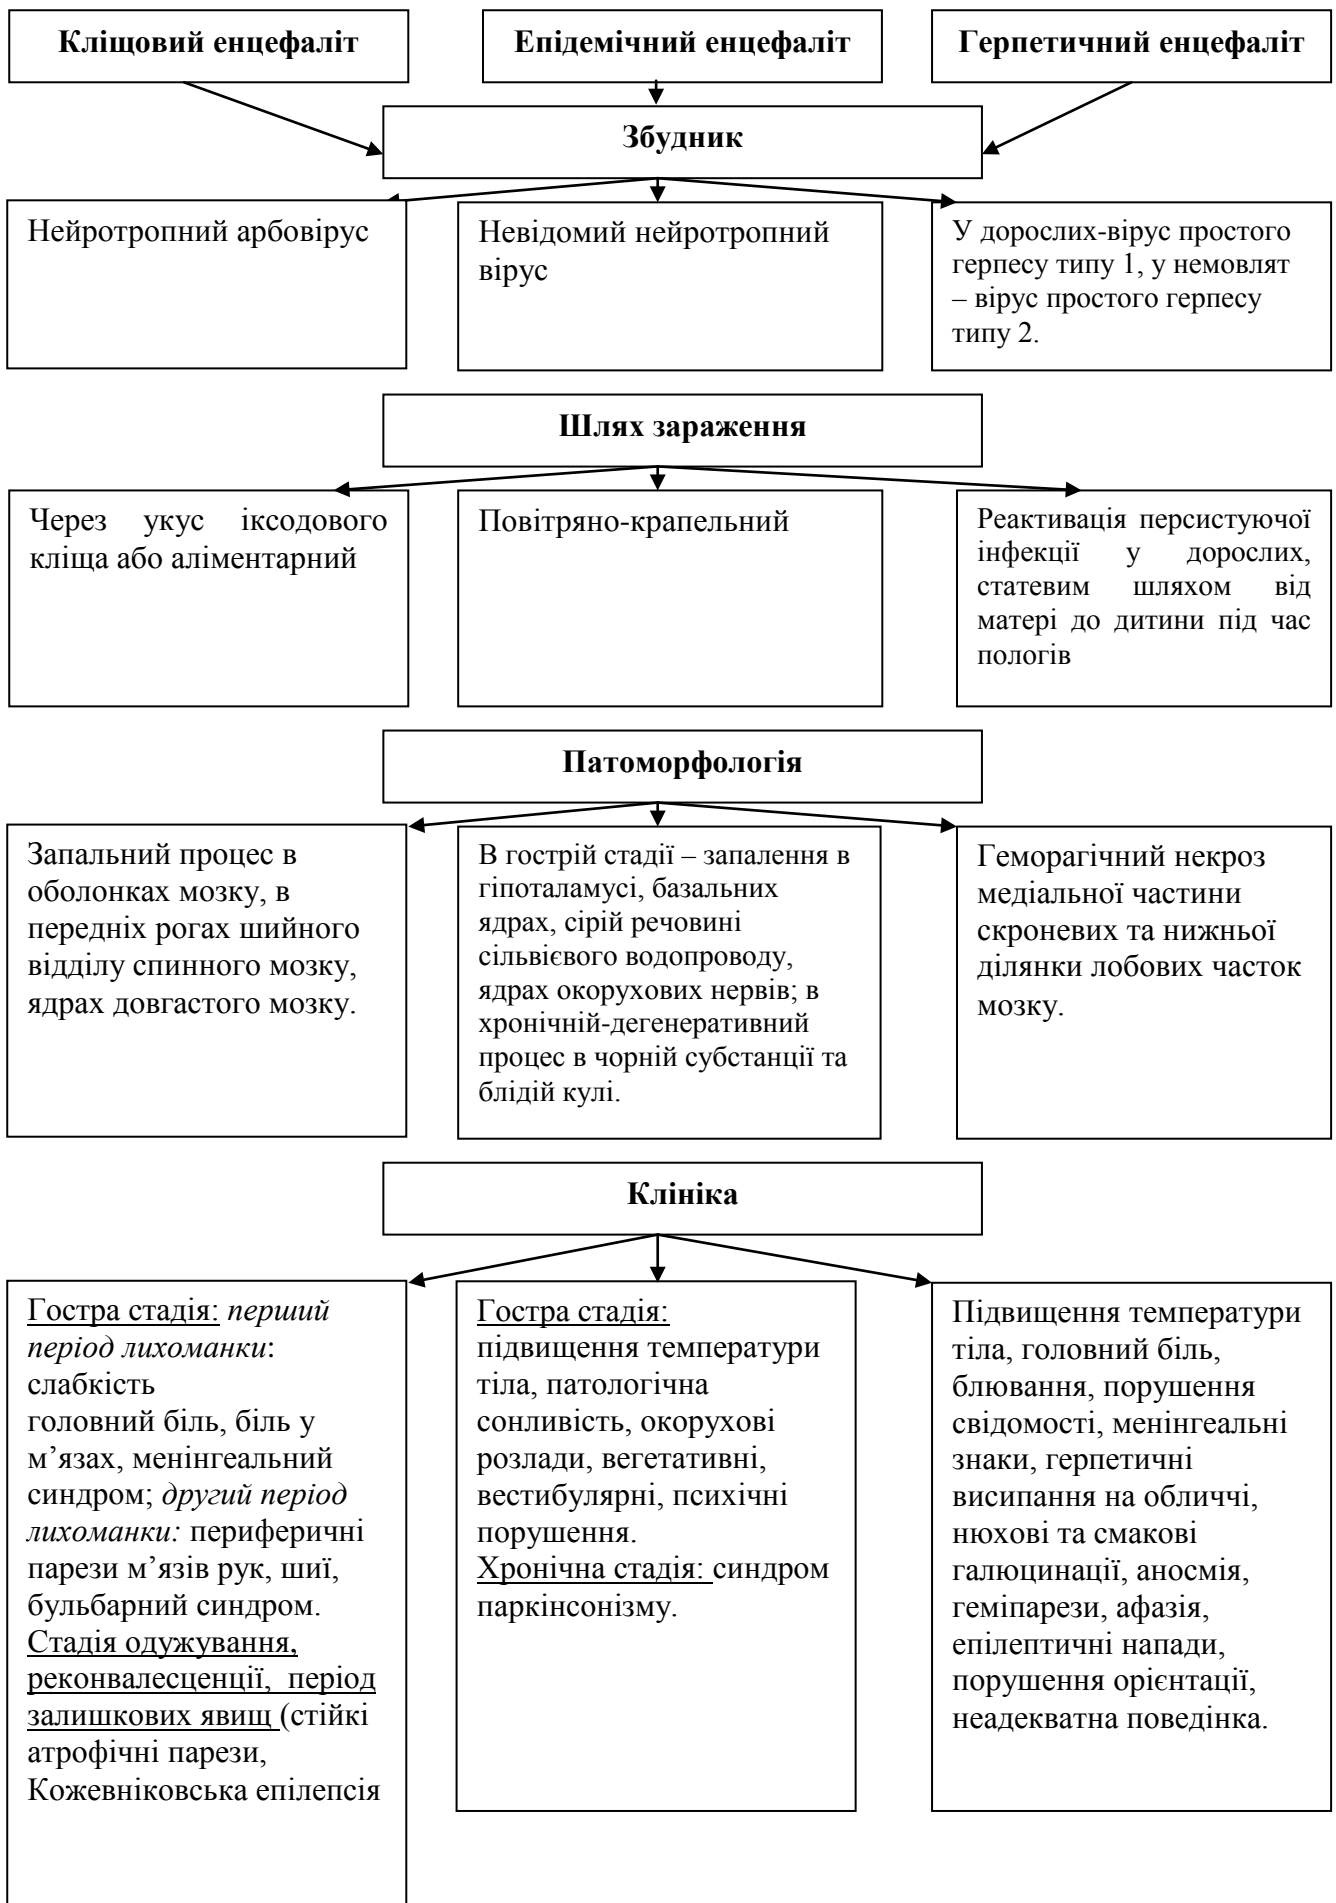 Кліщовий енцефаліт
Епідемічний енцефаліт
Герпетичний енцефаліт
Збудник
Нейротропний арбовірус
Невідомий нейротропний
вірус
У дорослих-вірус простого
герпесу типу 1, у немовлят
– вірус простого герпесу
типу 2.
Шлях зараження
Через укус іксодового
кліща або аліментарний
Повітряно-крапельний
Реактивація персистуючої
інфекції у дорослих,
статевим шляхом від
матері до дитини під час
пологів
Патоморфологія
Запальний процес в
оболонках мозку, в
передніх рогах шийного
відділу спинного мозку,
ядрах довгастого мозку.
В гострій стадії – запалення в
гіпоталамусі, базальних
ядрах, сірій речовині
сільвієвого водопроводу,
ядрах окорухових нервів; в
хронічній-дегенеративний
процес в чорній субстанції та
блідій кулі.
Геморагічний некроз
медіальної частини
скроневих та нижньої
ділянки лобових часток
мозку.
Клініка
Гостра стадія: перший
період лихоманки:
слабкість
головний біль, біль у
м’язах, менінгеальний
синдром; другий період
лихоманки: периферичні
парези м’язів рук, шиї,
бульбарний синдром.
Стадія одужування,
реконвалесценції, період
залишкових явищ (стійкі
атрофічні парези,
Кожевніковська епілепсія
Гостра стадія:
підвищення температури
тіла, патологічна
сонливість, окорухові
розлади, вегетативні,
вестибулярні, психічні
порушення.
Хронічна стадія: синдром
паркінсонізму.
Підвищення температури
тіла, головний біль,
блювання, порушення
свідомості, менінгеальні
знаки, герпетичні
висипання на обличчі,
нюхові та смакові
галюцинації, аносмія,
геміпарези, афазія,
епілептичні напади,
порушення орієнтації,
неадекватна поведінка.